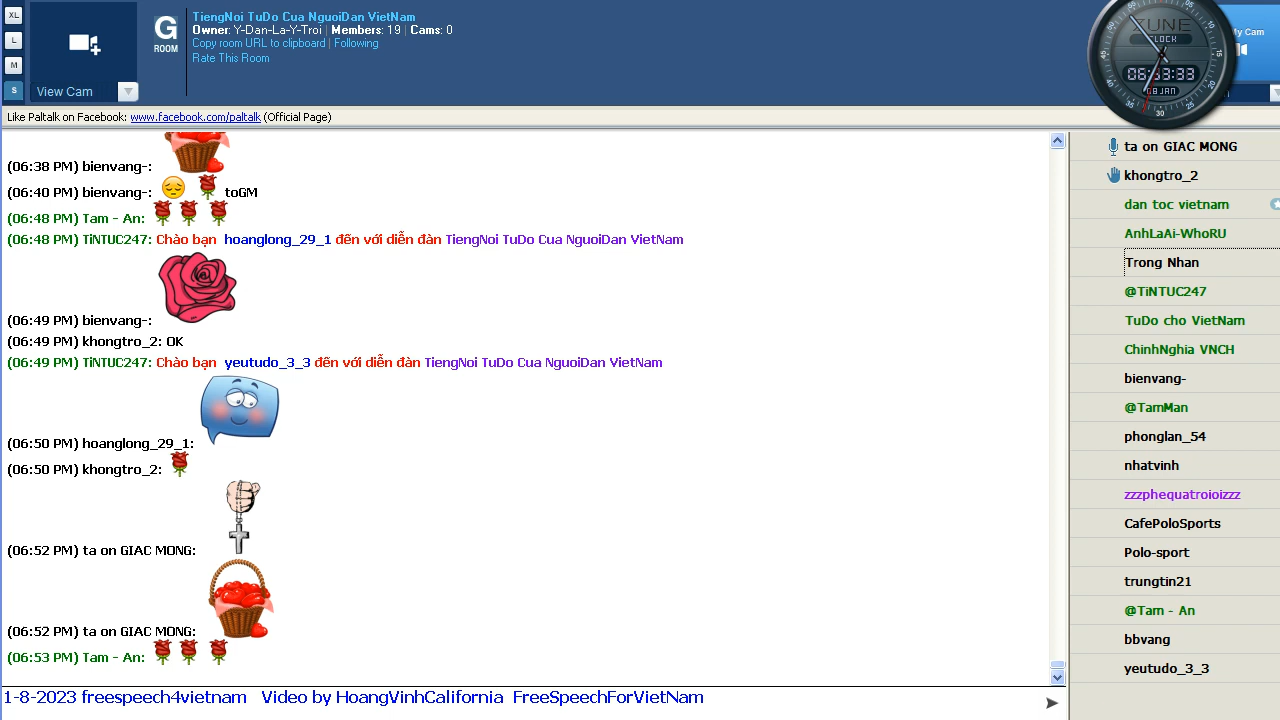 XL
L
M
S
View Cam
G
ROOM
TiengNoi TuDo Cua NguoiDan VietNam
Owner: Y-Dan-La-Y-Troi | Members: 19 | Cams: 0
Copy room URL to clipboard | Following
Rate This Room
ZUNE
CLOCK
08 JAN
My Cam
Like Paltalk on Facebook: www.facebook.com/paltalk (Official Page)
(06:38 PM) bienvang-:
(06:40 PM) bienvang-: toGM
(06:48 PM) Tam - An:
(06:48 PM) TiNTUC247: Chào bạn hoanglong_29_1 đến với diễn đàn TiengNoi TuDo Cua NguoiDan VietNam
(06:49 PM) bienvang-:
(06:49 PM) khongtro_2: OK
(06:49 PM) TiNTUC247: Chào bạn yeutudo_3_3 đến với diễn đàn TiengNoi TuDo Cua NguoiDan VietNam
(06:50 PM) hoanglong_29_1:
(06:50 PM) khongtro_2:
(06:52 PM) ta on GIAC MONG:
(06:52 PM) ta on GIAC MONG:
(06:53 PM) Tam - An:
1-8-2023 freespeech4vietnam Video by HoangVinhCalifornia FreeSpeechForVietNam
ta on GIAC MONG
khongtro_2
dan toc vietnam
AnhLaAi-WhoRU
Trong Nhan
@TiNTUC247
TuDo cho VietNam
ChinhNghia VNCH
bienvang-
@TamMan
phonglan_54
nhatvinh
zzzphequatroioizzz
CafePoloSports
Polo-sport
trungtin21
@Tam - An
bbvang
yeutudo_3_3